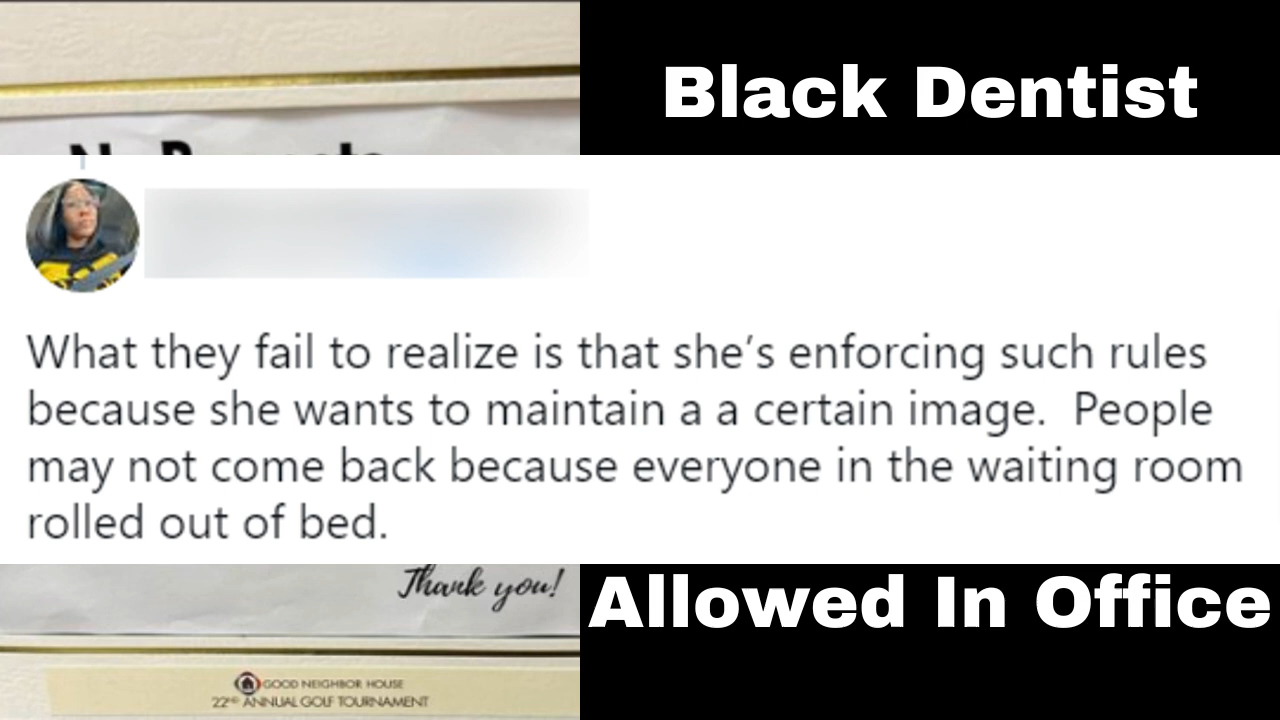 Black Dentist
What they fail to realize is that she’s enforcing such rules
because she wants to maintain a a certain image. People
may not come back because everyone in the waiting room
rolled out of bed.
Thank you!
Allowed In Office
GOOD NEIGHBOR HOUSE
22ND ANNUAL GOLF TOURNAMENT